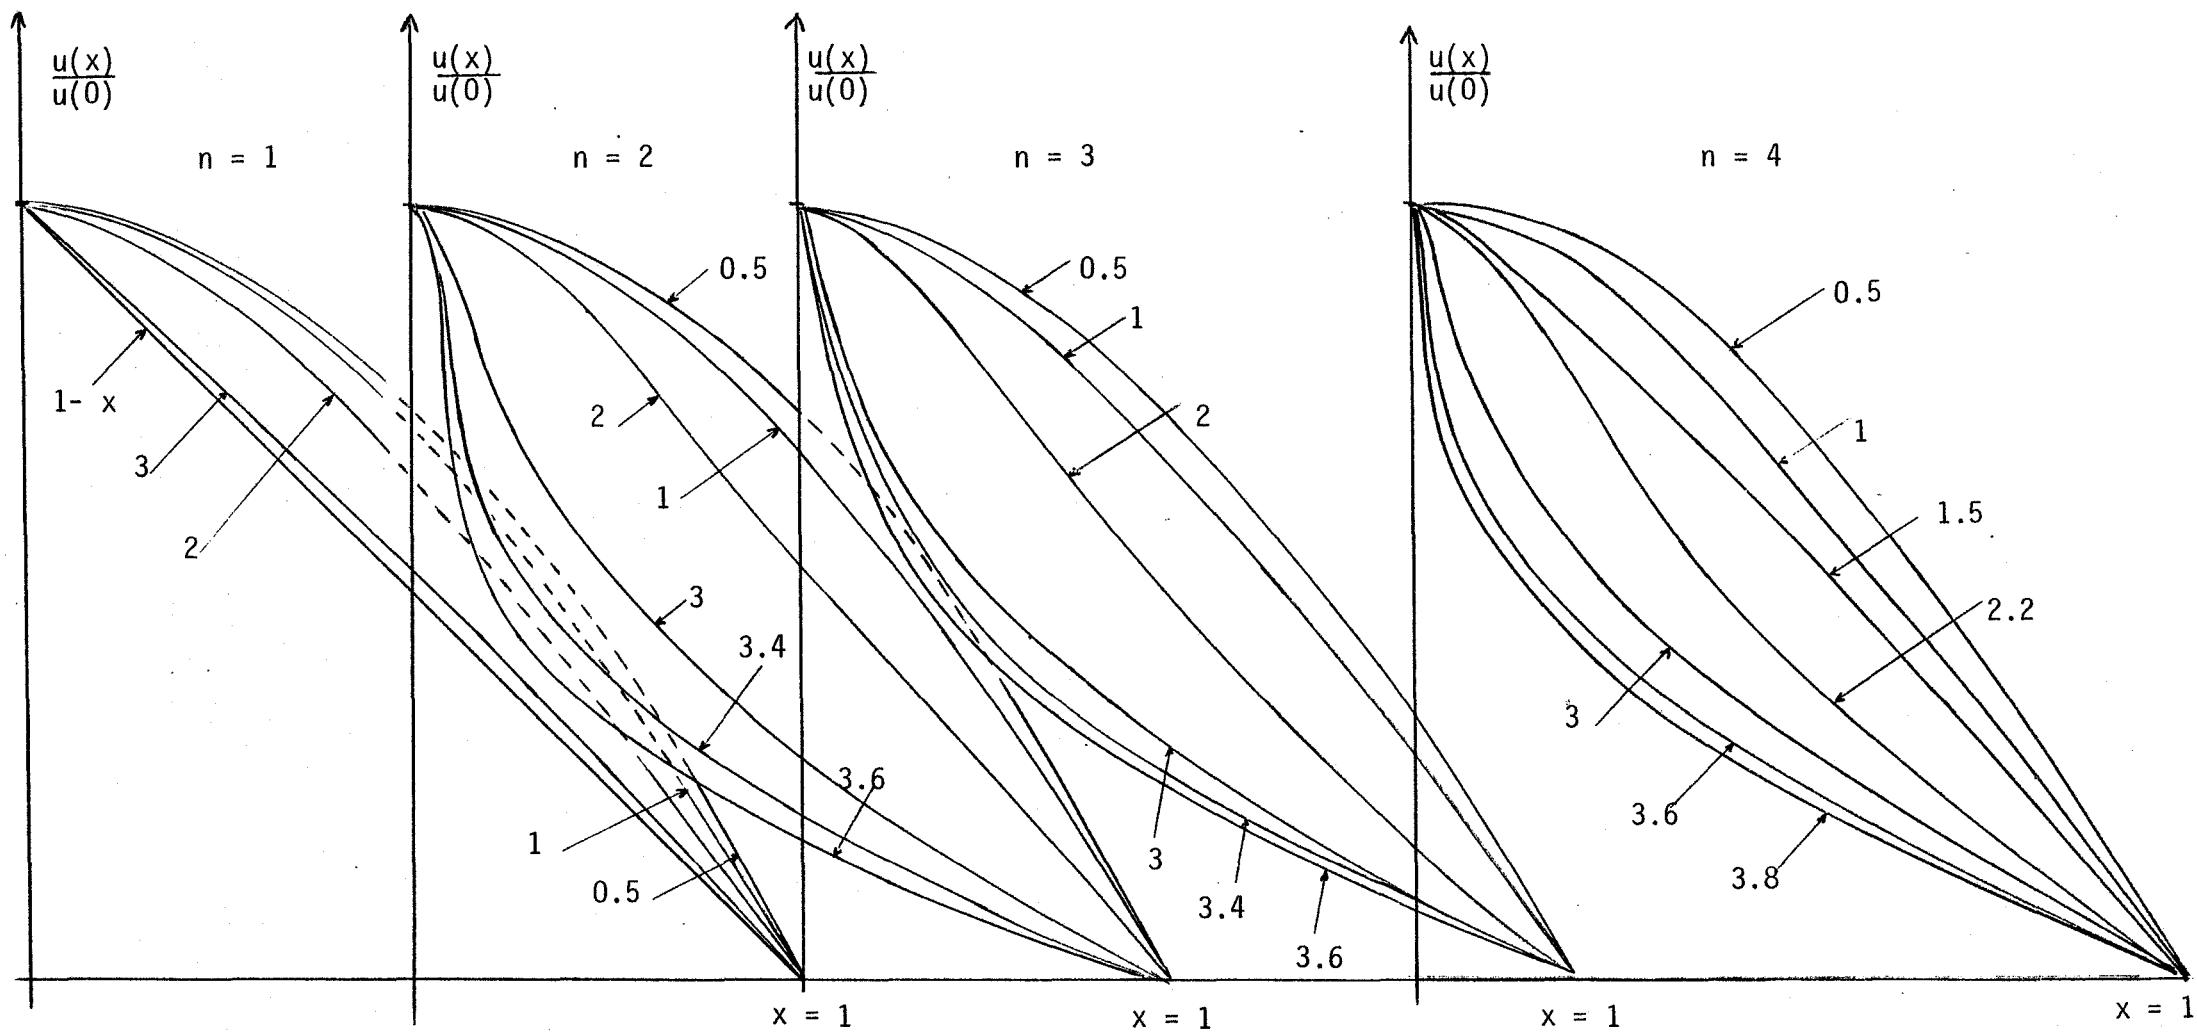 u(x)
u(0)
n = 1
1- x
3
2
1
0.5
x = 1
u(x)
u(0)
n = 2
0.5
2
1
3
3.4
3.6
x = 1
u(x)
u(0)
n = 3
0.5
1
2
3
3.4
3.6
x = 1
u(x)
u(0)
n = 4
0.5
1
1.5
2.2
3
3.6
3.8
x = 1